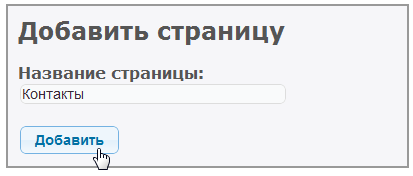 Добавить страницу
Название страницы:
Контакты
Добавить